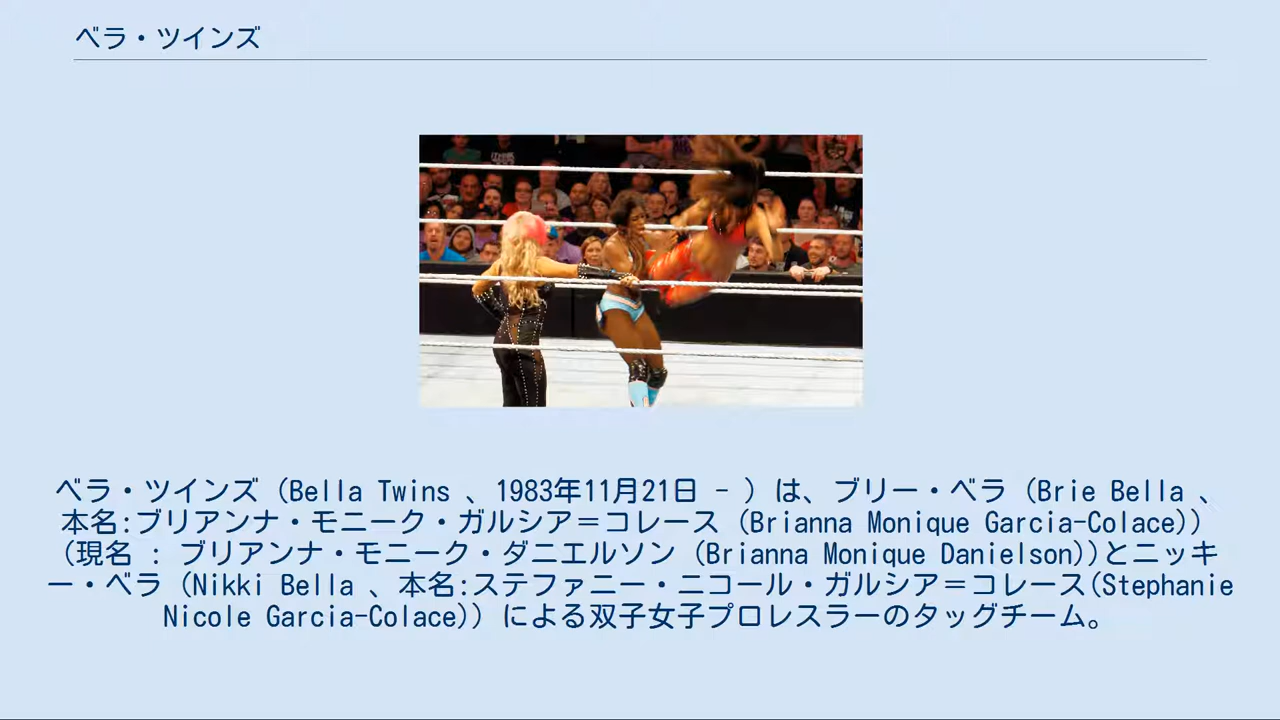 ベラ・ツインズ
ベラ・ツインズ（Bella Twins 、1983年11月21日 - ）は、ブリー・ベラ（Brie Bella 、
本名:ブリアンナ・モニーク・ガルシア＝コレース（Brianna Monique Garcia-Colace)）
（現名 : ブリアンナ・モニーク・ダニエルソン（Brianna Monique Danielson))とニッキ
ー・ベラ（Nikki Bella 、本名:ステファニー・ニコール・ガルシア＝コレース(Stephanie
Nicole Garcia-Colace)）による双子女子プロレスラーのタッグチーム。